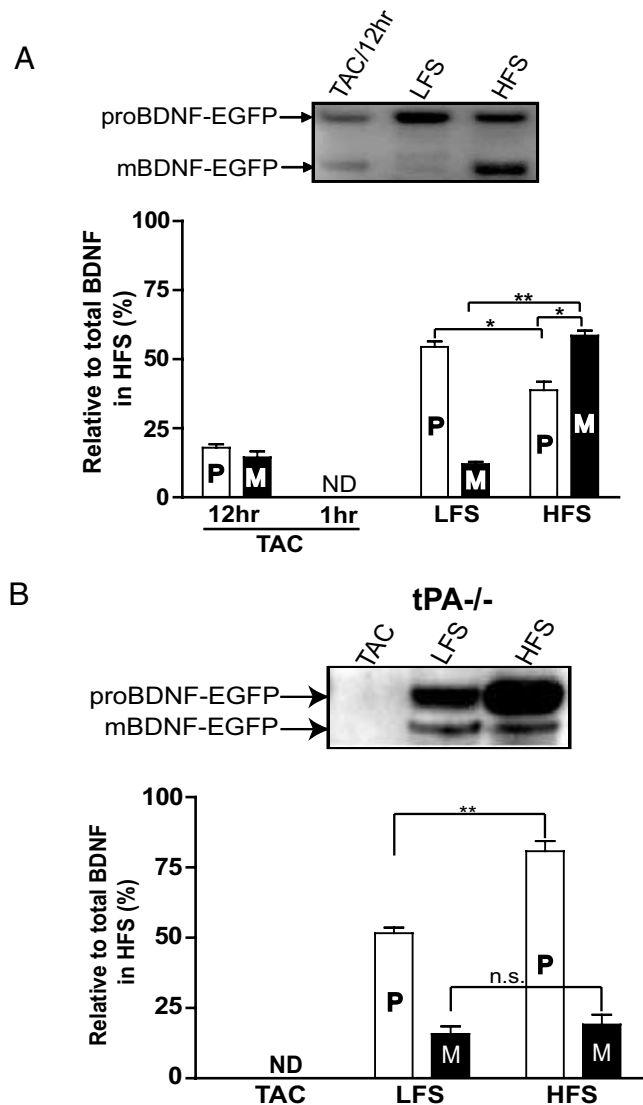 A
TAC/12hr
LFS
HFS
proBDNF-EGFP
mBDNF-EGFP
Relative to total BDNF
in HFS (%)
100
75
50
25
0
**
*
*
P
M
ND
P
M
P
M
12hr
1hr
LFS
HFS
TAC
B
tPA-/-
TAC
LFS
HFS
proBDNF-EGFP
mBDNF-EGFP
Relative to total BDNF
in HFS (%)
100
75
50
25
0
**
n.s.
ND
P
M
P
M
TAC
LFS
HFS